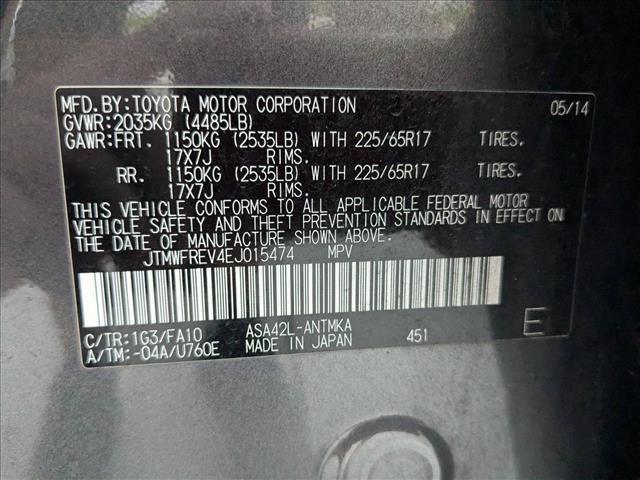 MFD.BY:TOYOTA MOTOR CORPORATION 05/14
GVWR:2035KG (4485LB)
GAWR:FRT. 1150KG (2535LB) WITH 225/65R17 TIRES.
17X7J RIMS.
RR. 1150KG (2535LB) WITH 225/65R17 TIRES.
17X7J RIMS.
THIS VEHICLE CONFORMS TO ALL APPLICABLE FEDERAL MOTOR
VEHICLE SAFETY AND THEFT PREVENTION STANDARDS IN EFFECT ON
THE DATE OF MANUFACTURE SHOWN ABOVE.
JTMWFREV4EJ015474 MPV
C/TR:1G3/FA10 ASA42L-ANTMKA
A/TM:-04A/U760E MADE IN JAPAN 451 E